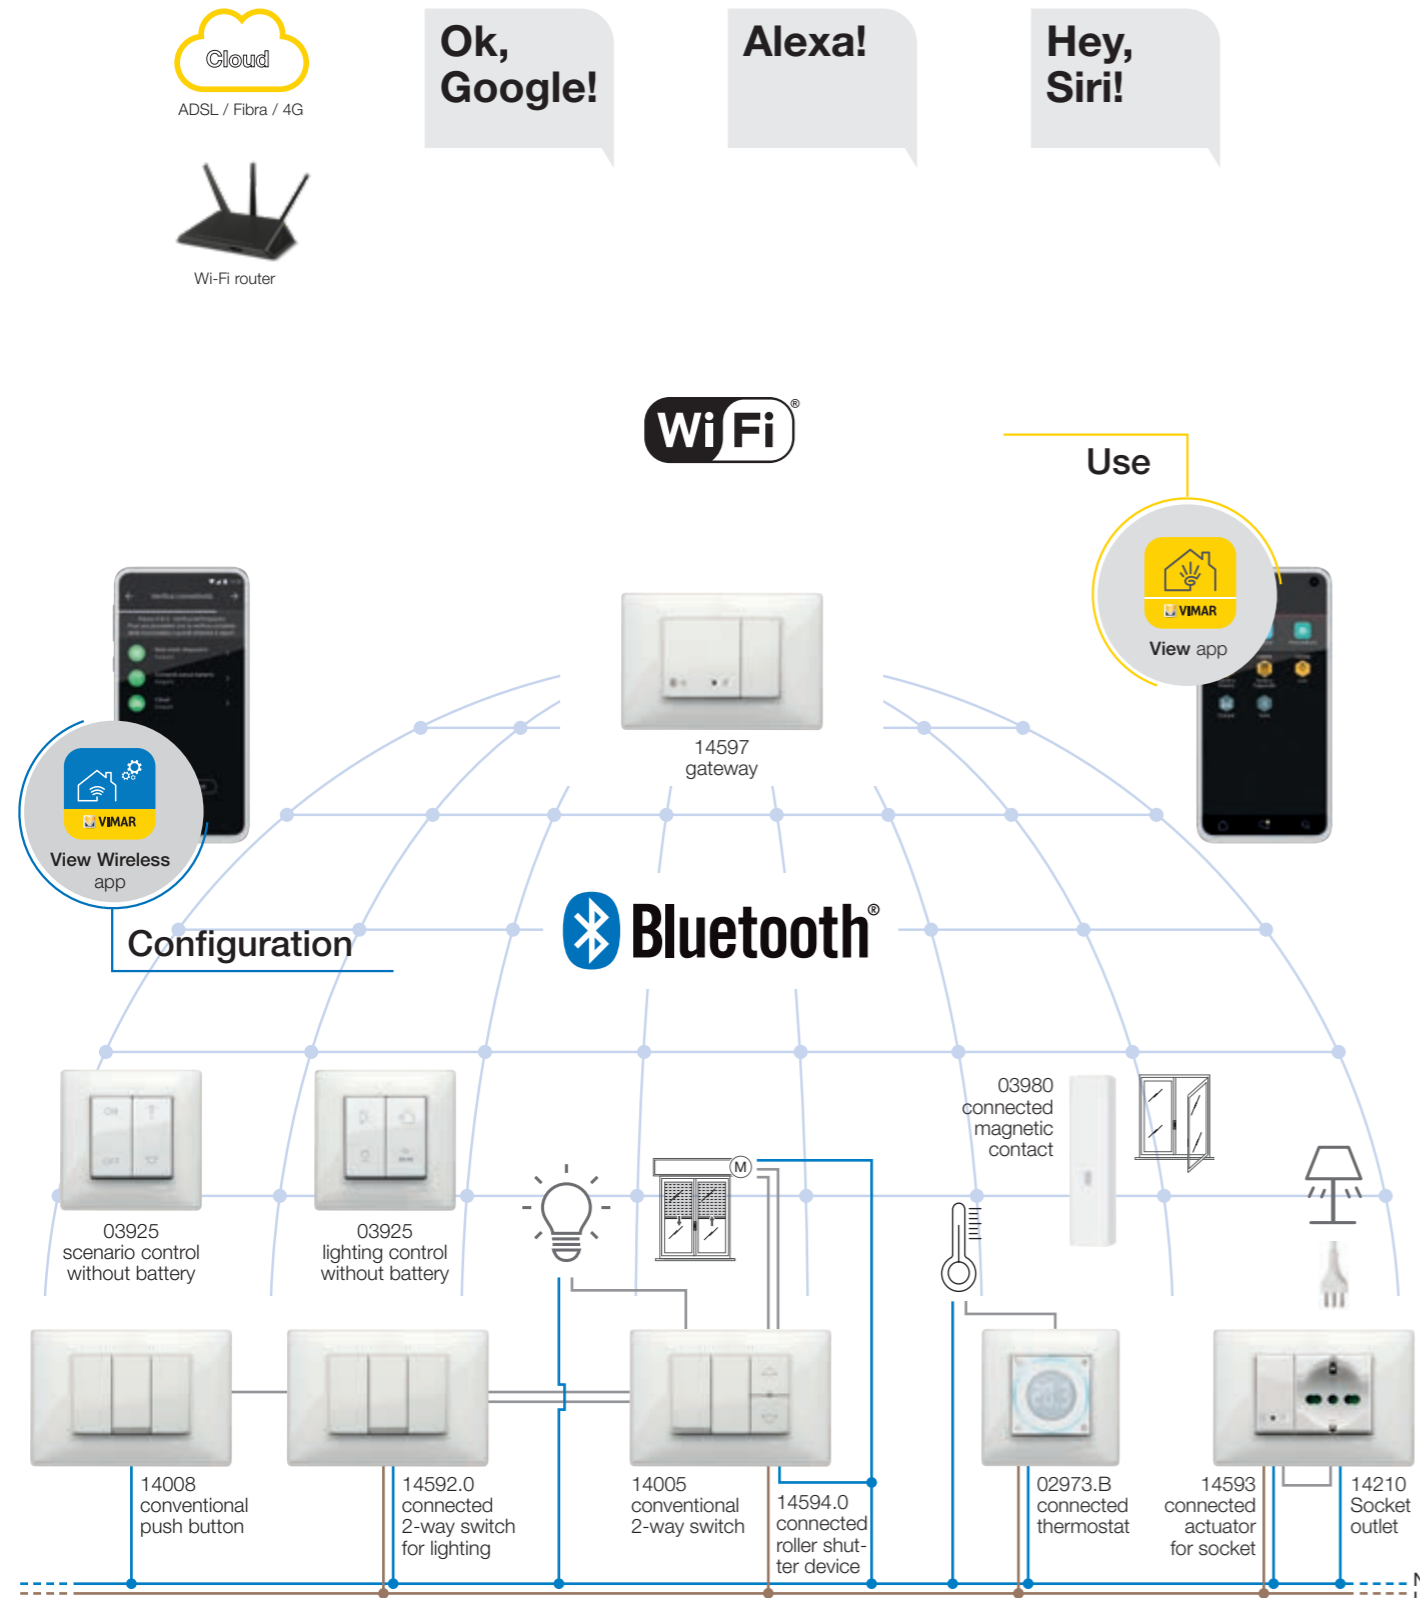 Cloud
ADSL / Fibra / 4G
Wi-Fi router
Ok,
Google!
Alexa!
Hey,
Siri!
WiFi®
Use
VIMAR
View app
VIMAR
View Wireless
app
Configuration
14597
gateway
Bluetooth®
ON
OFF
03925
scenario control
without battery
03925
lighting control
without battery
M
03980
connected
magnetic
contact
14008
conventional
push button
14592.0
connected
2-way switch
for lighting
14005
conventional
2-way switch
14594.0
connected
roller shut-
ter device
02973.B
connected
thermostat
14593
connected
actuator
for socket
14210
Socket
outlet
N